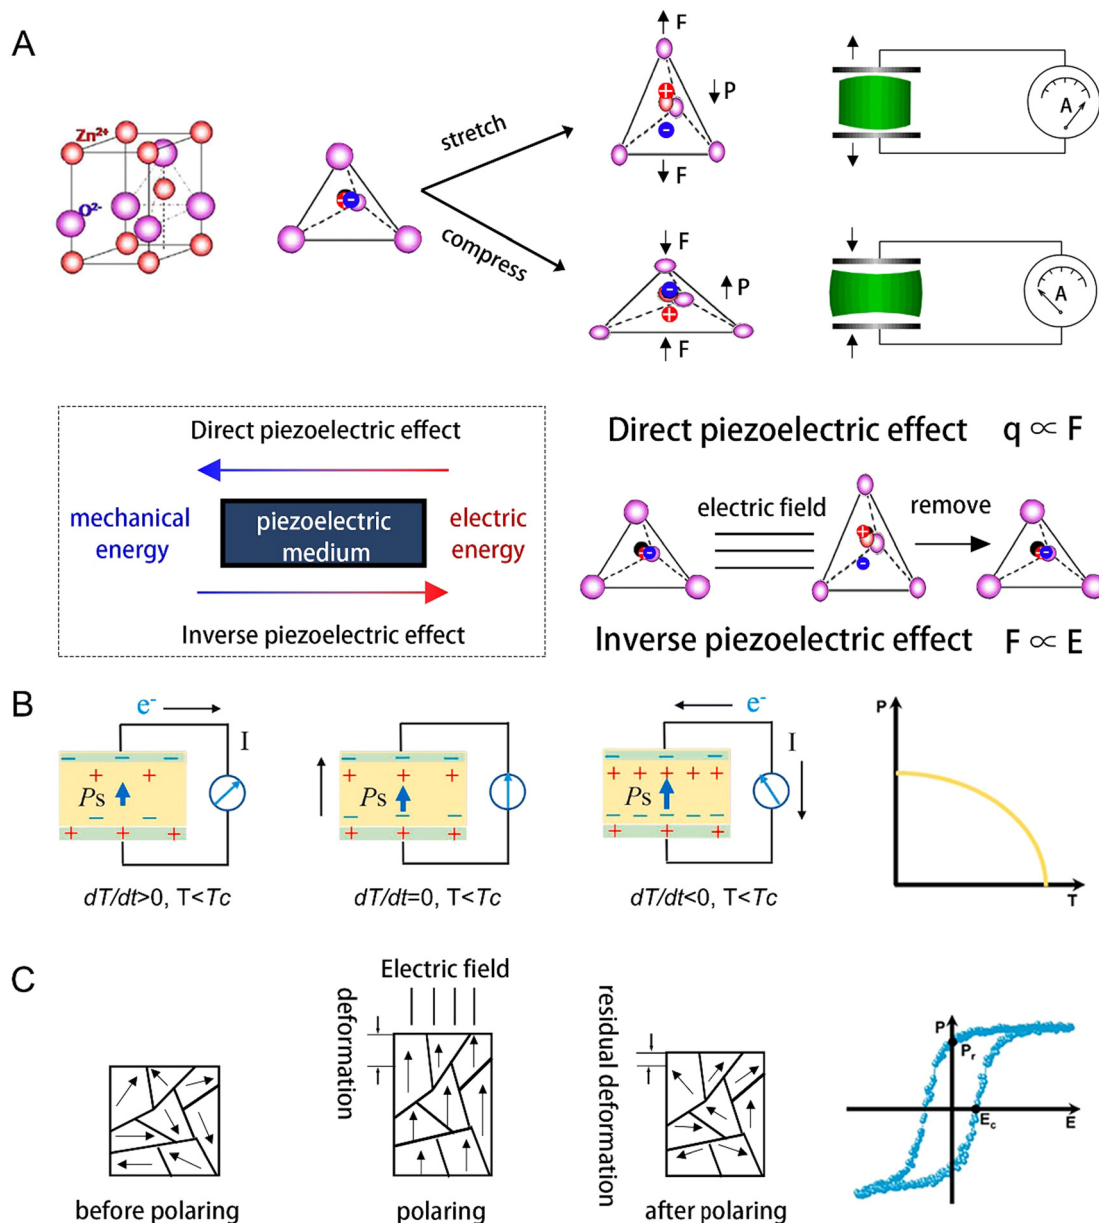 A
Zn2+
O2-
stretch
compress
F
P
F
F
P
F
A
A
Direct piezoelectric effect
mechanical energy
piezoelectric medium
electric energy
Inverse piezoelectric effect
Direct piezoelectric effect q ∝ F
electric field
remove
Inverse piezoelectric effect F ∝ E
B
e-
I
Ps
dT/dt>0, T<Tc
Ps
dT/dt=0, T<Tc
e-
I
Ps
dT/dt<0, T<Tc
P
T
C
before polaring
Electric field
deformation
polaring
residual deformation
after polaring
P
Pr
Ec
E